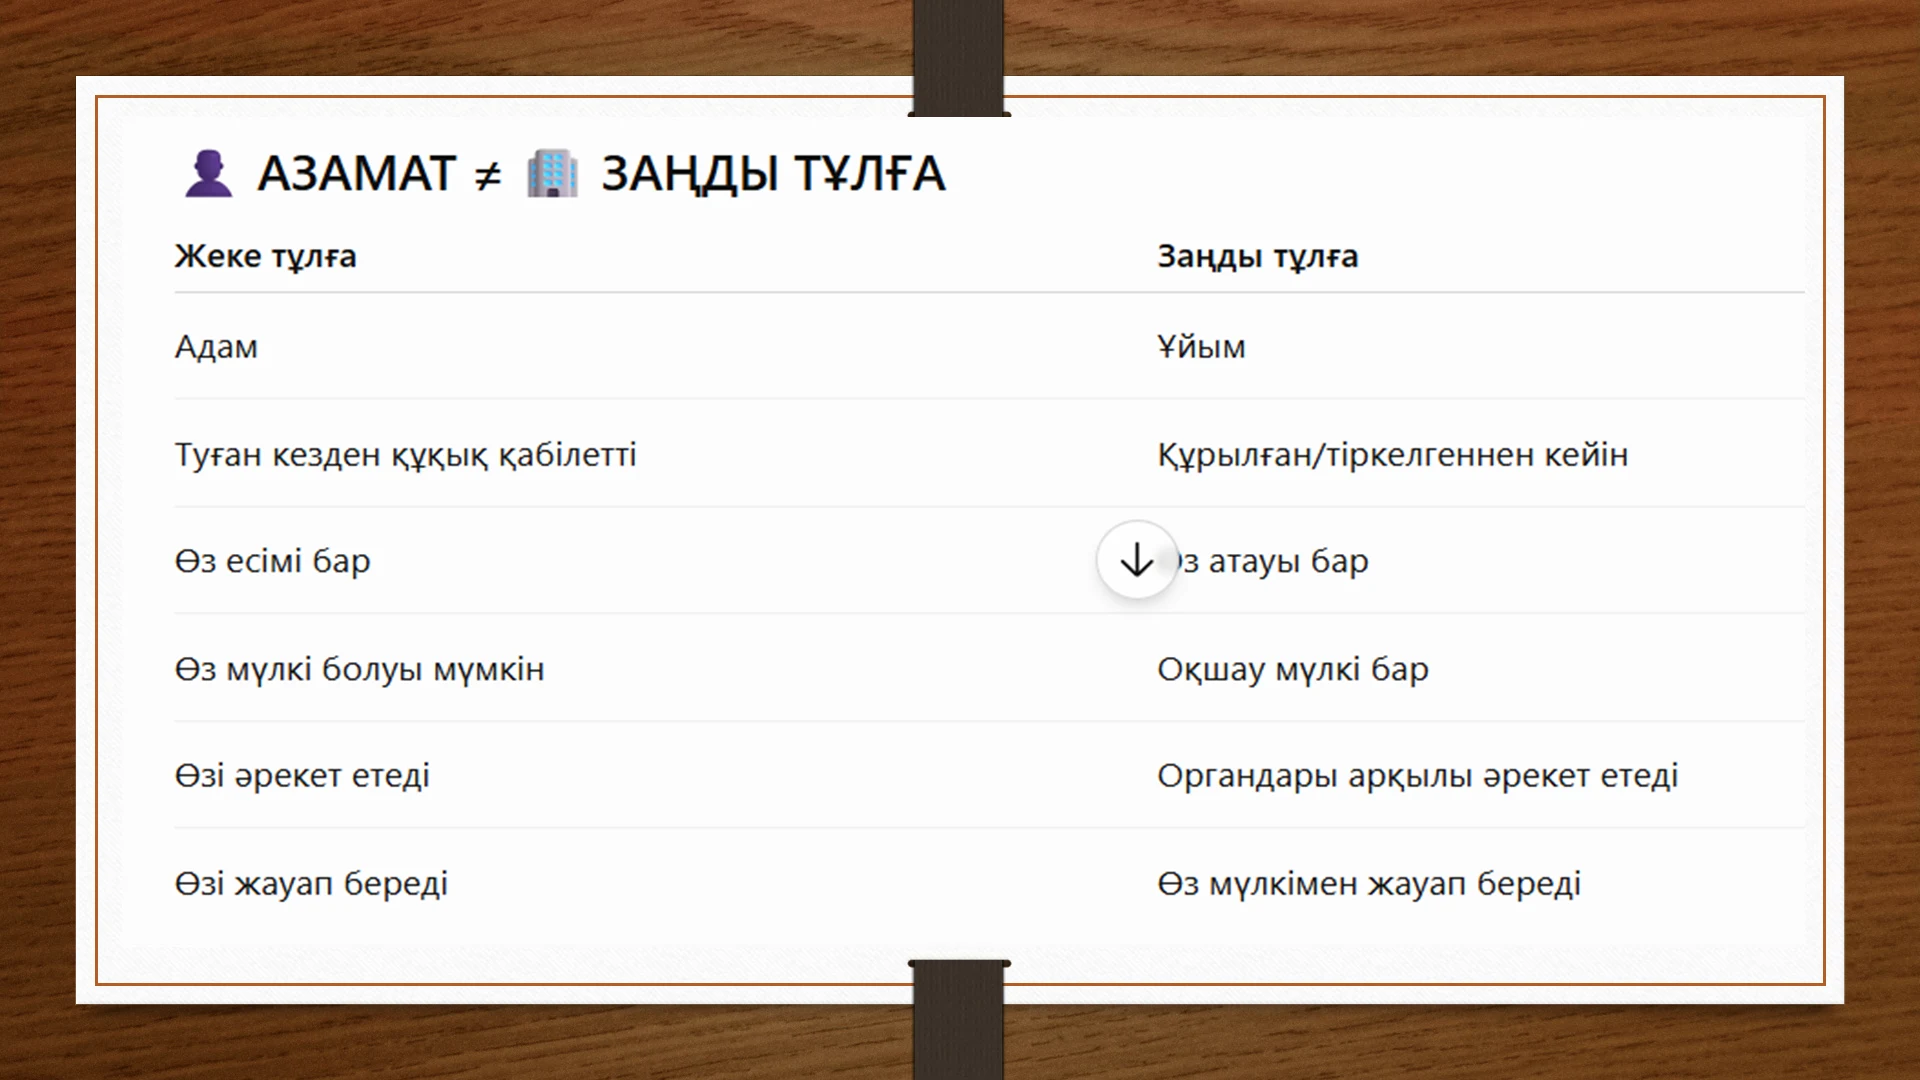 АЗАМАТ ≠ ЗАҢДЫ ТҰЛҒА
Жеке тұлға Заңды тұлға
Адам Ұйым
Туған кезден құқық қабілетті Құрылған/тіркелгеннен кейін
Өз есімі бар атауы бар
Өз мүлкі болуы мүмкін Оқшау мүлкі бар
Өзі әрекет етеді Органдары арқылы әрекет етеді
Өзі жауап береді Өз мүлкімен жауап береді